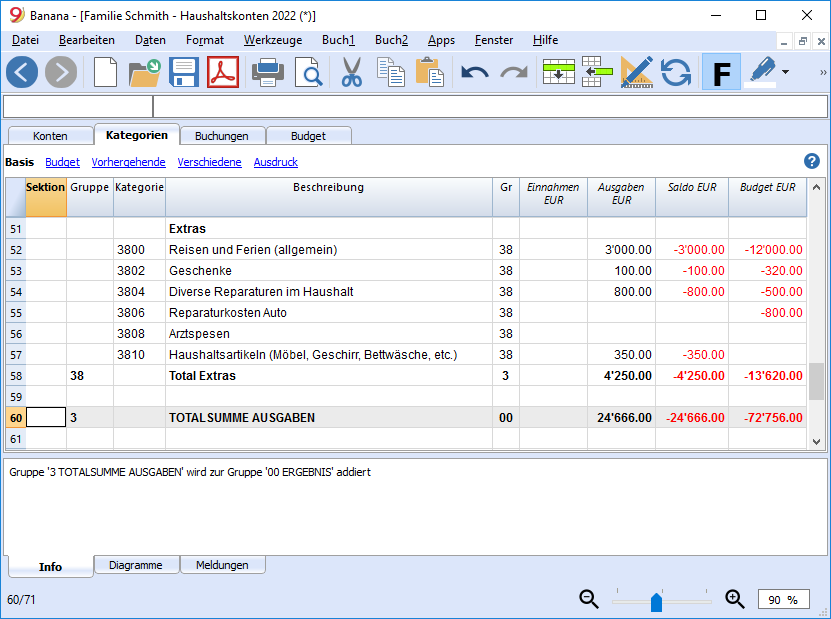 Banana - [Familie Schmith - Haushaltskonten 2022 (*)]
Datei Bearbeiten Daten Format Werkzeuge Buch1 Buch2 Apps Fenster Hilfe
F »
Konten Kategorien Buchungen Budget
Basis Budget Vorhergehende Verschiedene Ausdruck ?
Sektion Gruppe Kategorie Beschreibung Gr Einnahmen EUR Ausgaben EUR Saldo EUR Budget EUR
51 Extras
52 3800 Reisen und Ferien (allgemein) 38 3'000.00 -3'000.00 -12'000.00
53 3802 Geschenke 38 100.00 -100.00 -320.00
54 3804 Diverse Reparaturen im Haushalt 38 800.00 -800.00 -500.00
55 3806 Reparaturkosten Auto 38 -800.00
56 3808 Arztspesen 38
57 3810 Haushaltsartikeln (Möbel, Geschirr, Bettwäsche, etc.) 38 350.00 -350.00
58 38 Total Extras 3 4'250.00 -4'250.00 -13'620.00
59
60 3 TOTALSUMME AUSGABEN 00 24'666.00 -24'666.00 -72'756.00
61
Gruppe '3 TOTALSUMME AUSGABEN' wird zur Gruppe '00 ERGEBNIS' addiert
Info Diagramme Meldungen
60/71 90 %